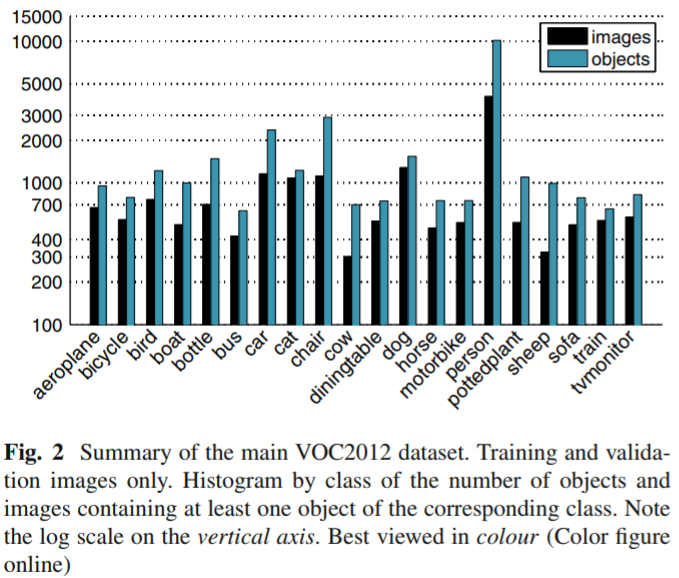 15000
10000
5000
3000
2000
1000
700
400
300
200
100
images
objects
aeroplane
bicycle
bird
boat
bottle
bus
car
cat
chair
cow
diningtable
dog
horse
motorbike
person
pottedplant
sheep
sofa
train
tvmonitor
Fig. 2 Summary of the main VOC2012 dataset. Training and valida-
tion images only. Histogram by class of the number of objects and
images containing at least one object of the corresponding class. Note
the log scale on the vertical axis. Best viewed in colour (Color figure
online)